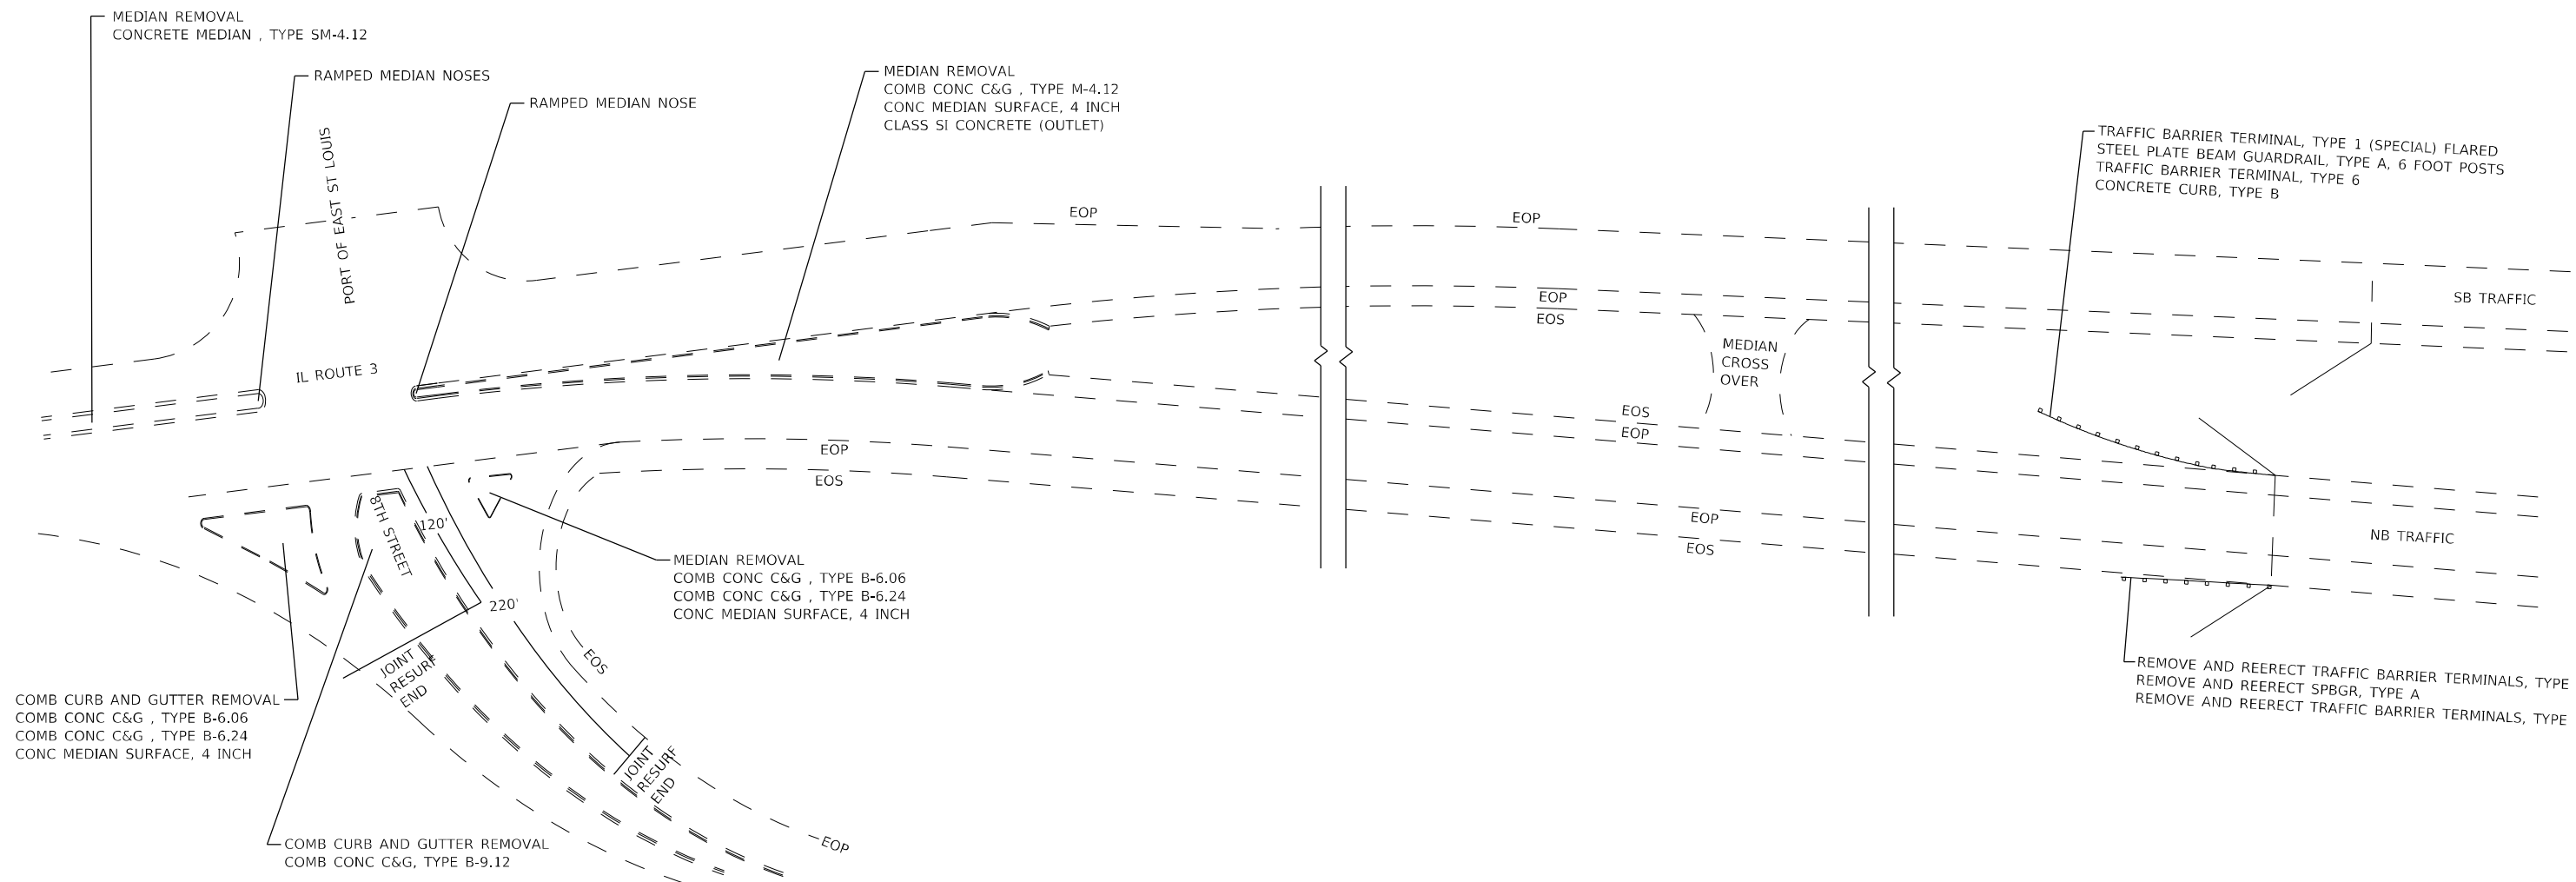 MEDIAN REMOVAL
CONCRETE MEDIAN , TYPE SM-4.12
RAMPED MEDIAN NOSES
RAMPED MEDIAN NOSE
MEDIAN REMOVAL
COMB CONC C&G , TYPE M-4.12
CONC MEDIAN SURFACE, 4 INCH
CLASS SI CONCRETE (OUTLET)
TRAFFIC BARRIER TERMINAL, TYPE 1 (SPECIAL) FLARED
STEEL PLATE BEAM GUARDRAIL, TYPE A, 6 FOOT POSTS
TRAFFIC BARRIER TERMINAL, TYPE 6
CONCRETE CURB, TYPE B
PORT OF EAST ST LOUIS
EOP
EOP
EOP
EOS
SB TRAFFIC
MEDIAN
CROSS
OVER
IL ROUTE 3
EOS
EOP
EOP
EOS
EOP
EOS
NB TRAFFIC
8TH STREET
120'
220'
MEDIAN REMOVAL
COMB CONC C&G , TYPE B-6.06
COMB CONC C&G , TYPE B-6.24
CONC MEDIAN SURFACE, 4 INCH
EOS
JOINT
RESURF
END
REMOVE AND REERECT TRAFFIC BARRIER TERMINALS, TYPE
REMOVE AND REERECT SPBGR, TYPE A
REMOVE AND REERECT TRAFFIC BARRIER TERMINALS, TYPE
COMB CURB AND GUTTER REMOVAL
COMB CONC C&G , TYPE B-6.06
COMB CONC C&G , TYPE B-6.24
CONC MEDIAN SURFACE, 4 INCH
JOINT
RESURF
END
EOP
COMB CURB AND GUTTER REMOVAL
COMB CONC C&G, TYPE B-9.12